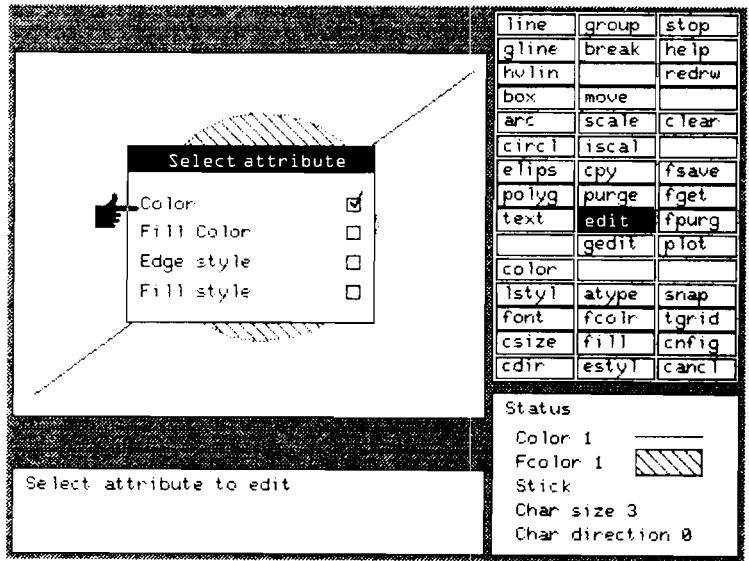 line group stop
gline break help
hvlin redrw
box move
arc scale clear
circl iscal
elips cpy fsave
polyg purge fget
text edit fpurg
gedit plot
color
lstyl atype snap
font fcolr tgrid
csize fill cnfig
cdir estyl cancl
Select attribute
Color
Fill Color
Edge style
Fill style
Status
Color 1
Fcolor 1
Stick
Char size 3
Char direction 0
Select attribute to edit